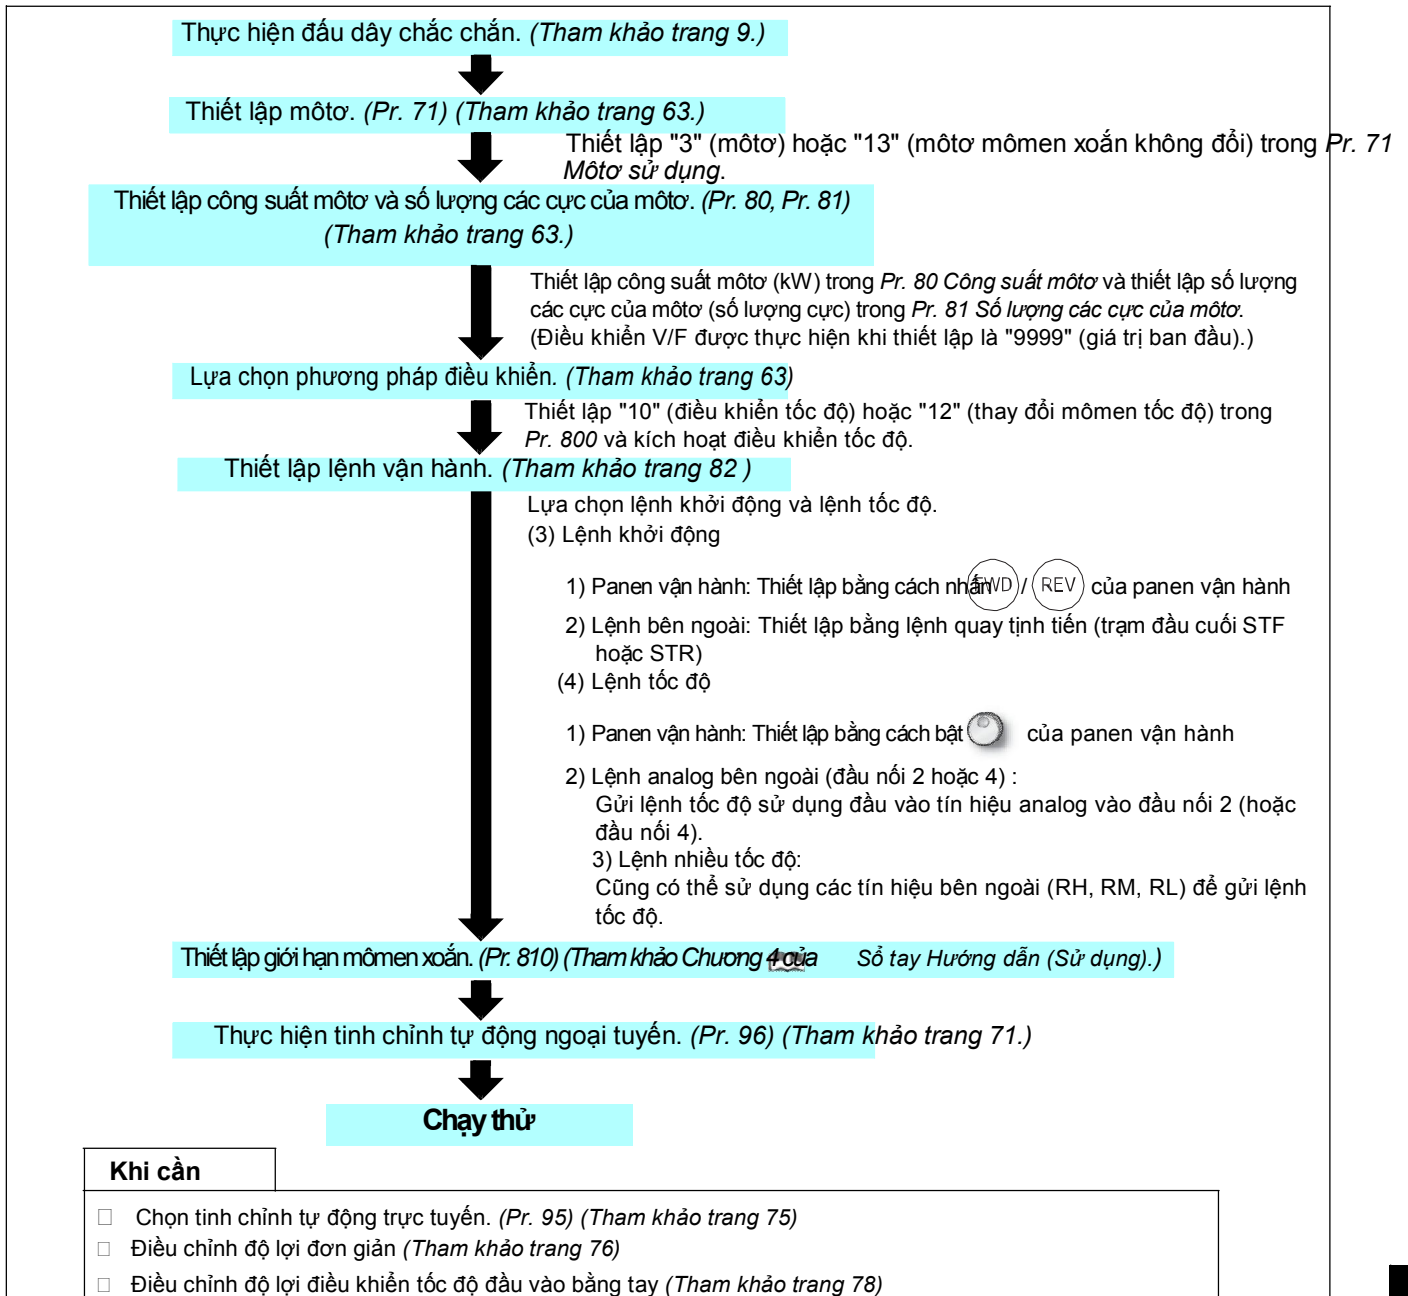 Thực hiện đấu dây chắc chắn. (Tham khảo trang 9.)
Thiết lập môtơ. (Pr. 71) (Tham khảo trang 63.)
Thiết lập "3" (môtơ) hoặc "13" (môtơ mômen xoắn không đổi) trong Pr. 71
Môtơ sử dụng.
Thiết lập công suất môtơ và số lượng các cực của môtơ. (Pr. 80, Pr. 81)
(Tham khảo trang 63.)
Thiết lập công suất môtơ (kW) trong Pr. 80 Công suất môtơ và thiết lập số lượng
các cực của môtơ (số lượng cực) trong Pr. 81 Số lượng các cực của môtơ.
(Điều khiển V/F được thực hiện khi thiết lập là "9999" (giá trị ban đầu).)
Lựa chọn phương pháp điều khiển. (Tham khảo trang 63)
Thiết lập "10" (điều khiển tốc độ) hoặc "12" (thay đổi mômen tốc độ) trong
Pr. 800 và kích hoạt điều khiển tốc độ.
Thiết lập lệnh vận hành. (Tham khảo trang 82 )
Lựa chọn lệnh khởi động và lệnh tốc độ.
(3) Lệnh khởi động
1) Panen vận hành: Thiết lập bằng cách nhấn FWD / REV của panen vận hành
2) Lệnh bên ngoài: Thiết lập bằng lệnh quay tịnh tiến (trạm đầu cuối STF
hoặc STR)
(4) Lệnh tốc độ
1) Panen vận hành: Thiết lập bằng cách bật của panen vận hành
2) Lệnh analog bên ngoài (đầu nối 2 hoặc 4) :
Gửi lệnh tốc độ sử dụng đầu vào tín hiệu analog vào đầu nối 2 (hoặc
đầu nối 4).
3) Lệnh nhiều tốc độ:
Cũng có thể sử dụng các tín hiệu bên ngoài (RH, RM, RL) để gửi lệnh
tốc độ.
Thiết lập giới hạn mômen xoắn. (Pr. 810) (Tham khảo Chương 4 của Sổ tay Hướng dẫn (Sử dụng).)
Thực hiện tinh chỉnh tự động ngoại tuyến. (Pr. 96) (Tham khảo trang 71.)
Chạy thử
Khi cần
□ Chọn tinh chỉnh tự động trực tuyến. (Pr. 95) (Tham khảo trang 75)
□ Điều chỉnh độ lợi đơn giản (Tham khảo trang 76)
□ Điều chỉnh độ lợi điều khiển tốc độ đầu vào bằng tay (Tham khảo trang 78)